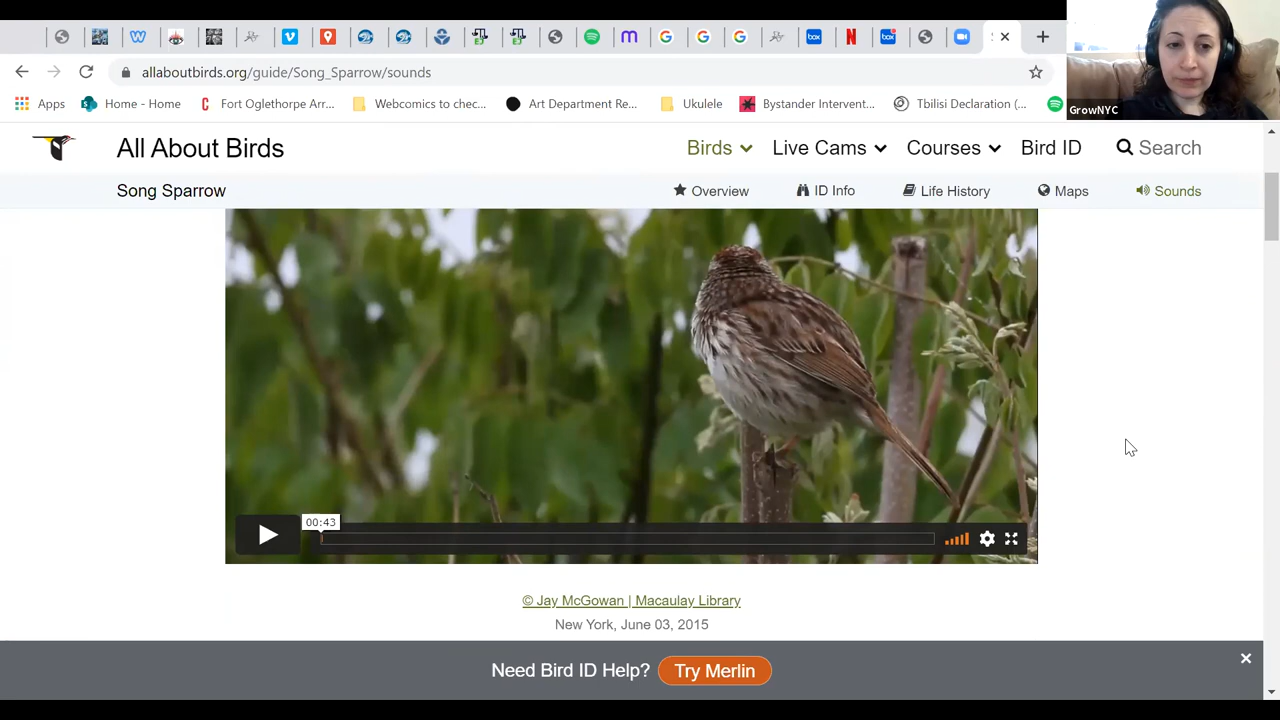 allaboutbirds.org/guide/Song_Sparrow/sounds
Apps Home - Home Fort Oglethorpe Arr... Webcomics to chec... Art Department Re... Ukulele Bystander Intervent... Tbilisi Declaration (...
GrowNYC
All About Birds Birds Live Cams Courses Bird ID Search
Song Sparrow Overview ID Info Life History Maps Sounds
00:43
© Jay McGowan | Macaulay Library
New York, June 03, 2015
Need Bird ID Help? Try Merlin